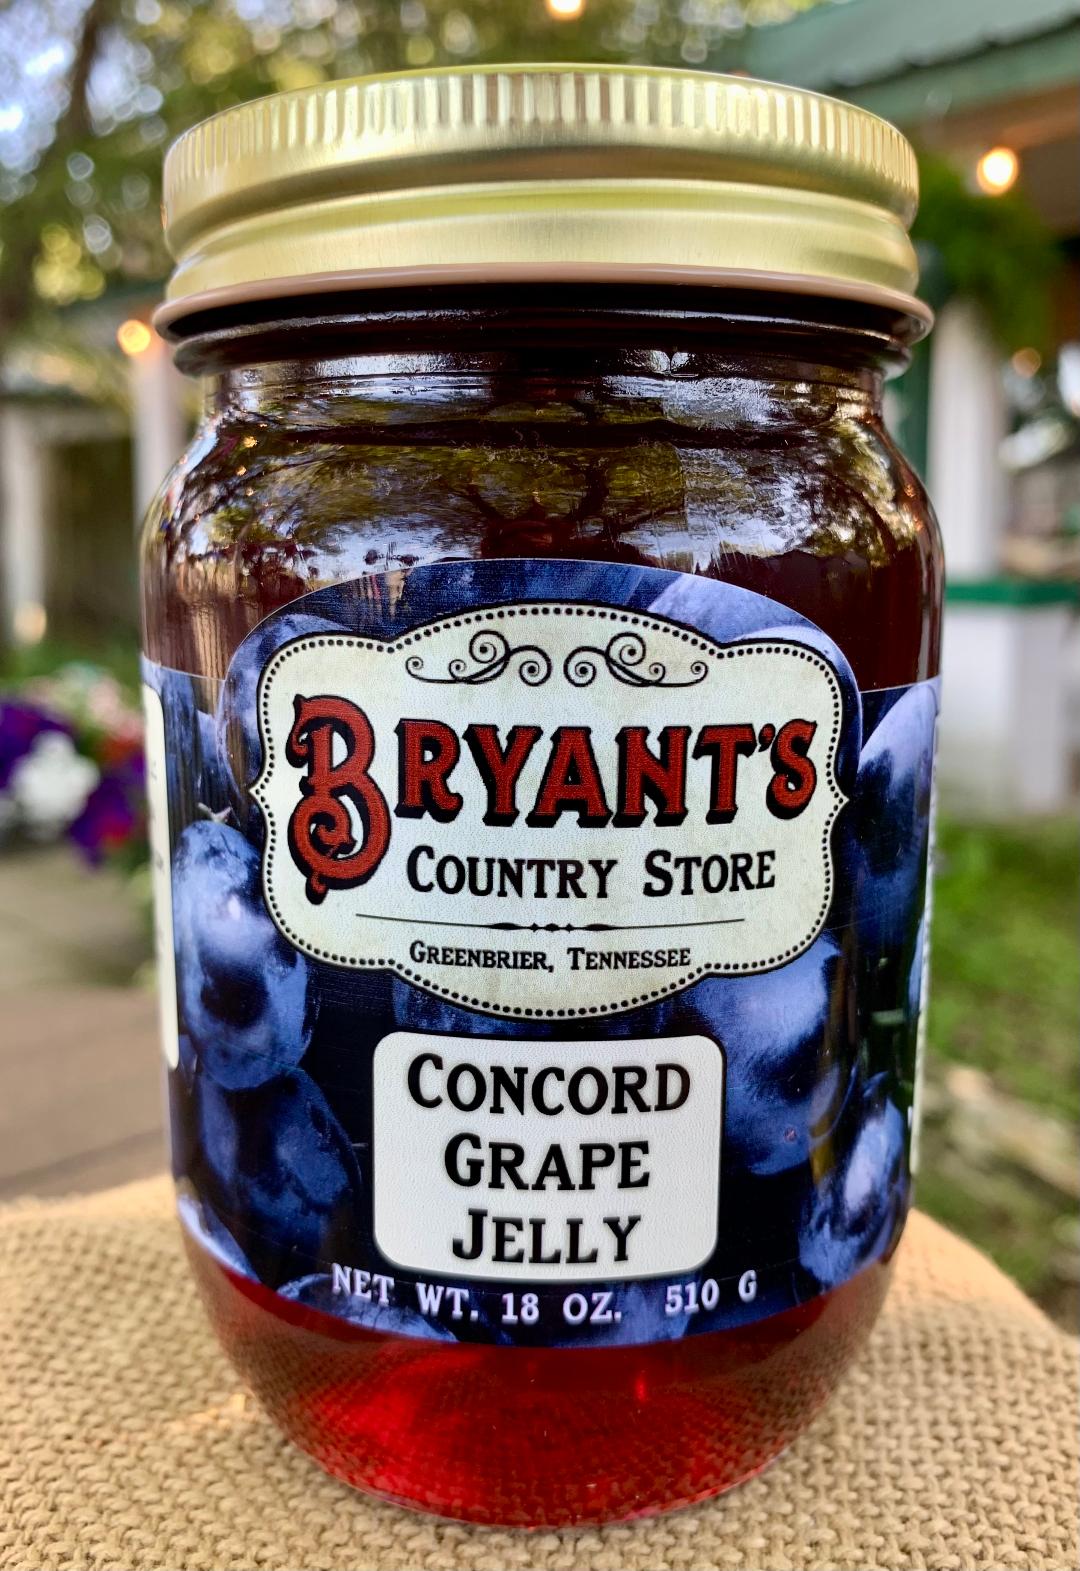 Bryant's
Country Store
Greenbrier, Tennessee
Concord
Grape
Jelly
NET WT. 18 OZ. 510 G